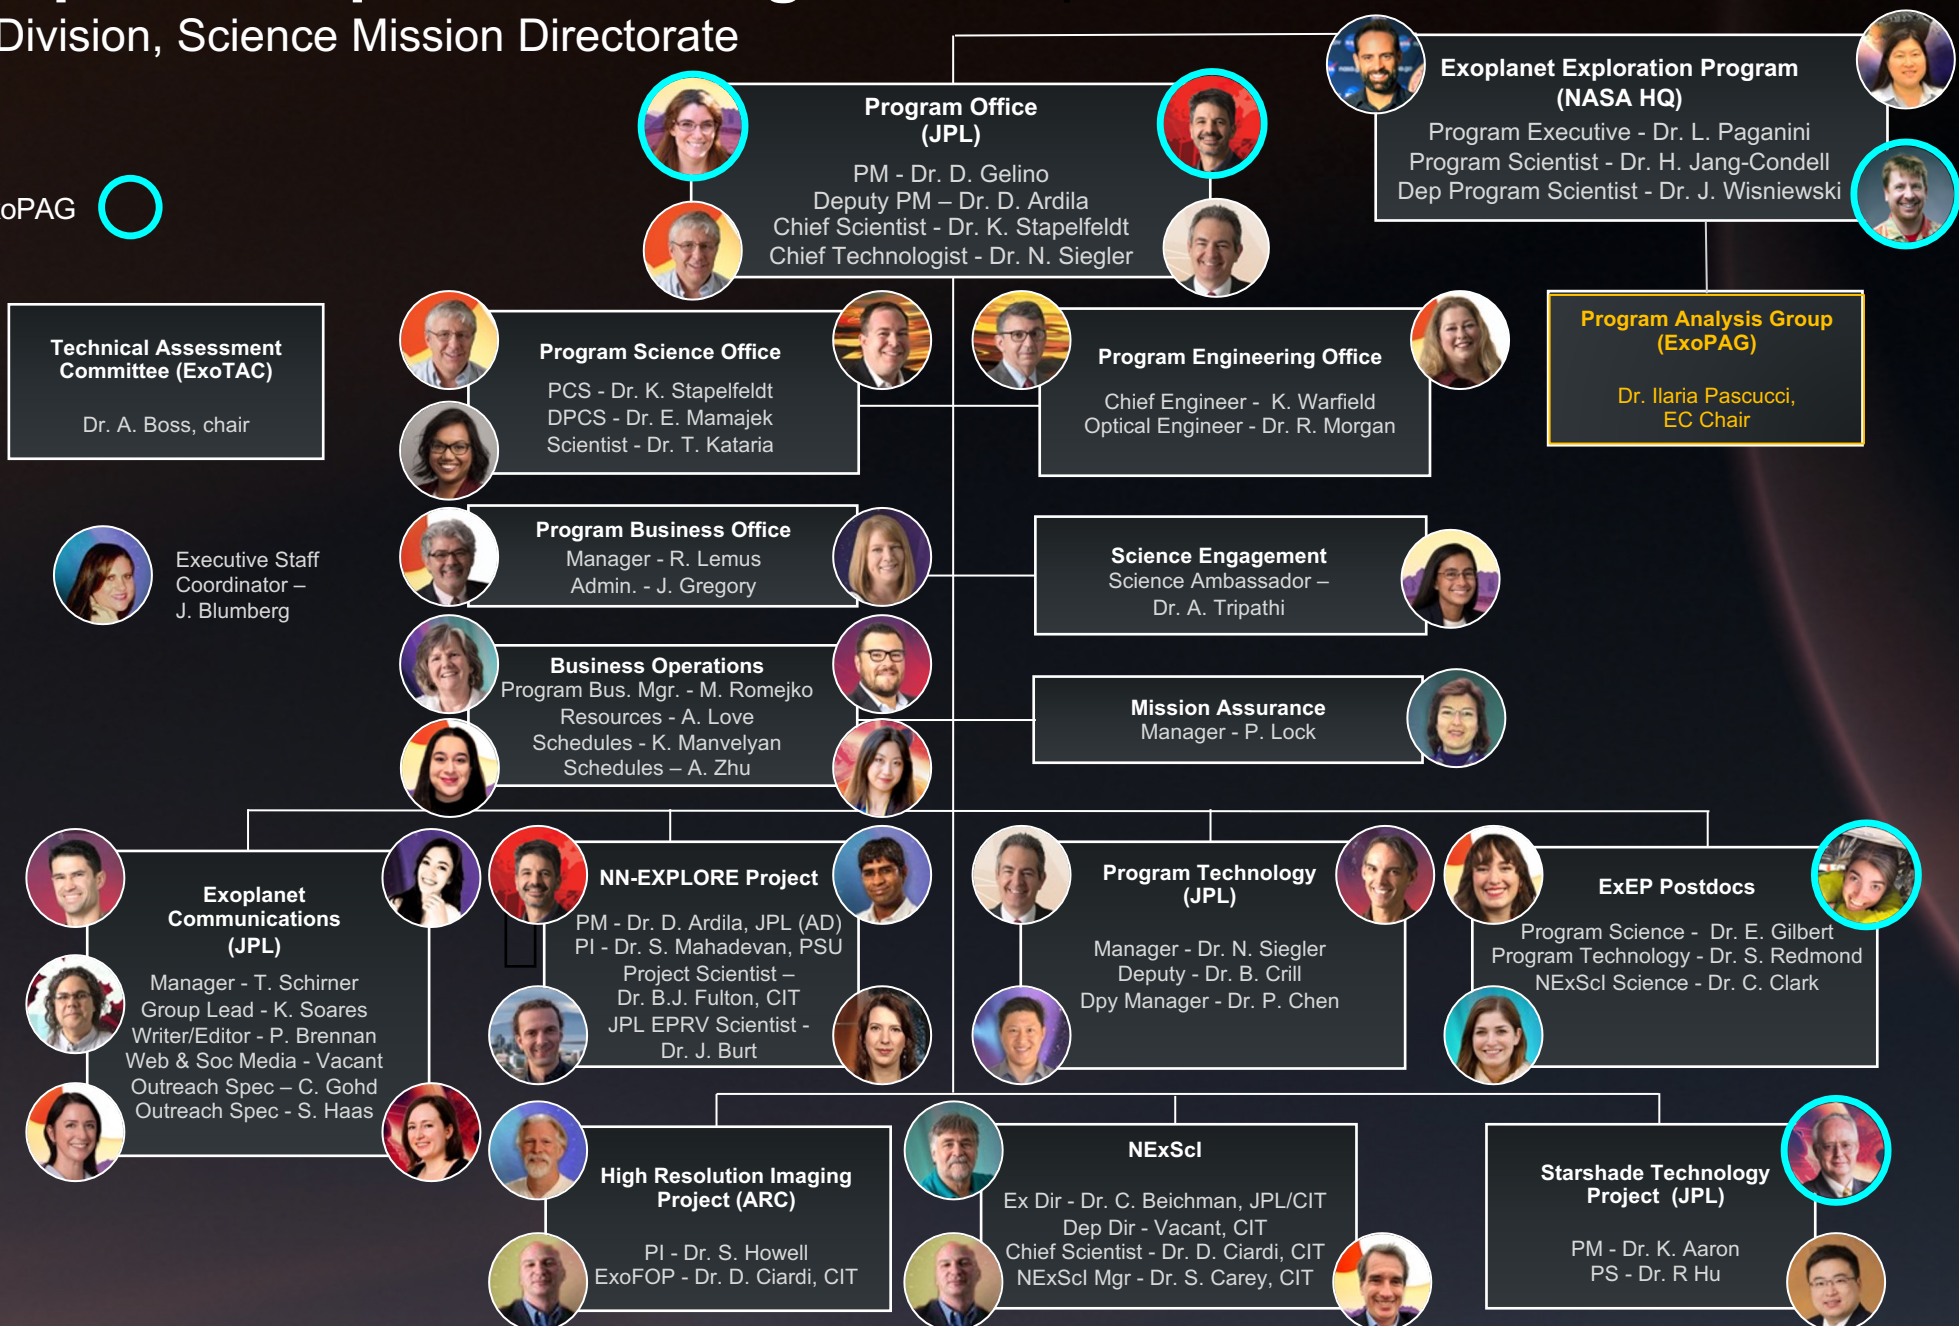 Division, Science Mission Directorate
Program Office
(JPL)
PM - Dr. D. Gelino
Deputy PM – Dr. D. Ardila
Chief Scientist - Dr. K. Stapelfeldt
Chief Technologist - Dr. N. Siegler
Exoplanet Exploration Program
(NASA HQ)
Program Executive - Dr. L. Paganini
Program Scientist - Dr. H. Jang-Condell
Dep Program Scientist - Dr. J. Wisniewski
oPAG
Technical Assessment
Committee (ExoTAC)
Dr. A. Boss, chair
Program Science Office
PCS - Dr. K. Stapelfeldt
DPCS - Dr. E. Mamajek
Scientist - Dr. T. Kataria
Program Engineering Office
Chief Engineer - K. Warfield
Optical Engineer - Dr. R. Morgan
Program Analysis Group
(ExoPAG)
Dr. Ilaria Pascucci,
EC Chair
Executive Staff
Coordinator –
J. Blumberg
Program Business Office
Manager - R. Lemus
Admin. - J. Gregory
Science Engagement
Science Ambassador –
Dr. A. Tripathi
Business Operations
Program Bus. Mgr. - M. Romejko
Resources - A. Love
Schedules - K. Manvelyan
Schedules – A. Zhu
Mission Assurance
Manager - P. Lock
Exoplanet
Communications
(JPL)
Manager - T. Schirner
Group Lead - K. Soares
Writer/Editor - P. Brennan
Web & Soc Media - Vacant
Outreach Spec – C. Gohd
Outreach Spec - S. Haas
NN-EXPLORE Project
PM - Dr. D. Ardila, JPL (AD)
PI - Dr. S. Mahadevan, PSU
Project Scientist –
Dr. B.J. Fulton, CIT
JPL EPRV Scientist -
Dr. J. Burt
Program Technology
(JPL)
Manager - Dr. N. Siegler
Deputy - Dr. B. Crill
Dpy Manager - Dr. P. Chen
ExEP Postdocs
Program Science - Dr. E. Gilbert
Program Technology - Dr. S. Redmond
NExScI Science - Dr. C. Clark
High Resolution Imaging
Project (ARC)
PI - Dr. S. Howell
ExoFOP - Dr. D. Ciardi, CIT
NExScI
Ex Dir - Dr. C. Beichman, JPL/CIT
Dep Dir - Vacant, CIT
Chief Scientist - Dr. D. Ciardi, CIT
NExScI Mgr - Dr. S. Carey, CIT
Starshade Technology
Project (JPL)
PM - Dr. K. Aaron
PS - Dr. R Hu